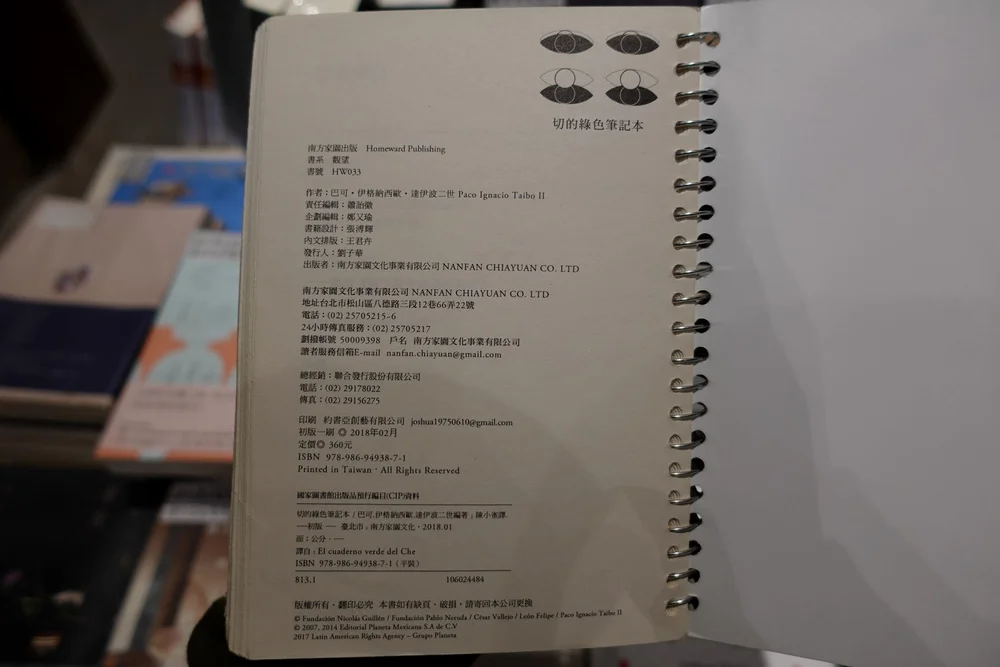 切的綠色筆記本
南方家園出版 Homeward Publishing
書系 觀望
書號 HW033
作者：巴可・伊格納西歐・達伊波二世 Paco Ignacio Taibo II
責任編輯：蕭詒徽
企劃編輯：鄭又瑜
書籍設計：張溥輝
內文排版：王君卉
發行人：劉子華
出版者：南方家園文化事業有限公司 NANFAN CHIAYUAN CO. LTD
南方家園文化事業有限公司 NANFAN CHIAYUAN CO. LTD
地址台北市松山區八德路三段12巷66弄22號
電話：(02) 25705215-6
24小時傳真服務：(02) 25705217
劃撥帳號 50009398 戶名 南方家園文化事業有限公司
讀者服務信箱E-mail nanfan.chiayuan@gmail.com
總經銷：聯合發行股份有限公司
電話：(02) 29178022
傳真：(02) 29156275
印刷 約書亞創藝有限公司 joshua19750610@gmail.com
初版一刷 ◎ 2018年02月
定價◎ 360元
ISBN 978-986-94938-7-1
Printed in Taiwan · All Rights Reserved
國家圖書館出版品預行編目(CIP)資料
切的綠色筆記本 / 巴可.伊格納西歐.達伊波二世編著 ; 陳小雀譯.
—初版 — 臺北市 : 南方家園文化，2018.01
面 ; 公分 . —
譯自 : El cuaderno verde del Che
ISBN 978-986-94938-7-1（平裝）
813.1 106024484
版權所有、翻印必究 本書如有缺頁、破損，請寄回本公司更換
© Fundación Nicolás Guillén / Fundación Pablo Neruda / César Vallejo / León Felipe / Paco Ignacio Taibo II
© 2007, 2014 Editorial Planeta Mexicana S.A de C.V
2017 Latin American Rights Agency – Grupo Planeta